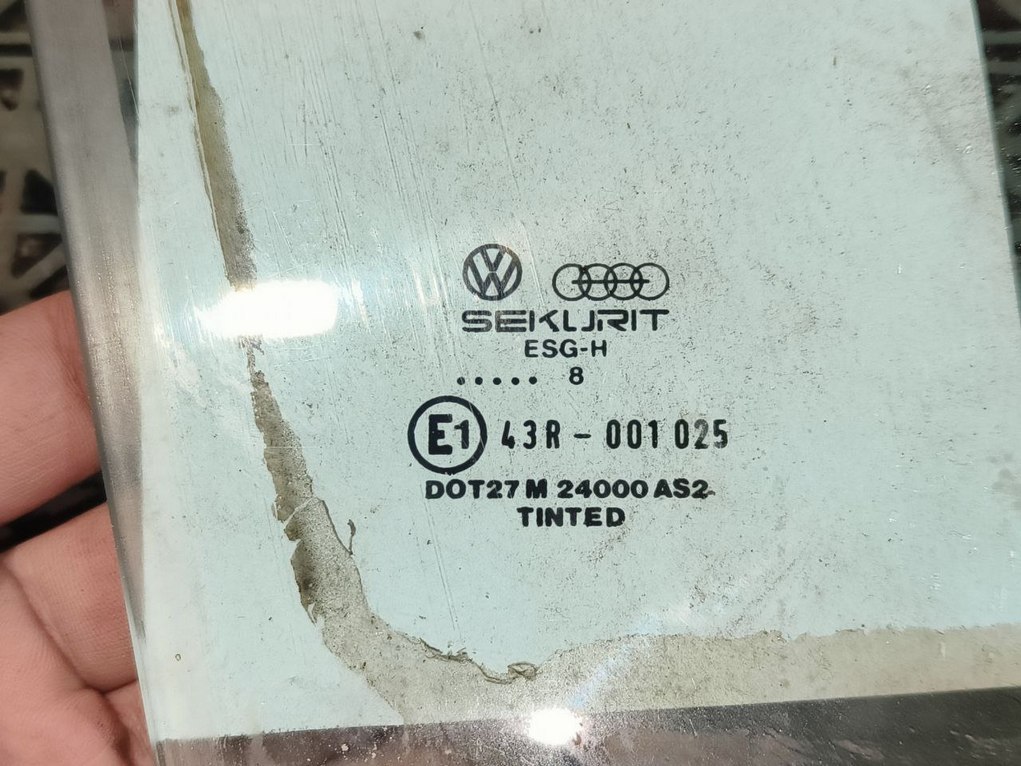 SEKURIT
ESG-H
..... 8
E1 43R - 001 025
DOT27 M 24000 AS2
TINTED